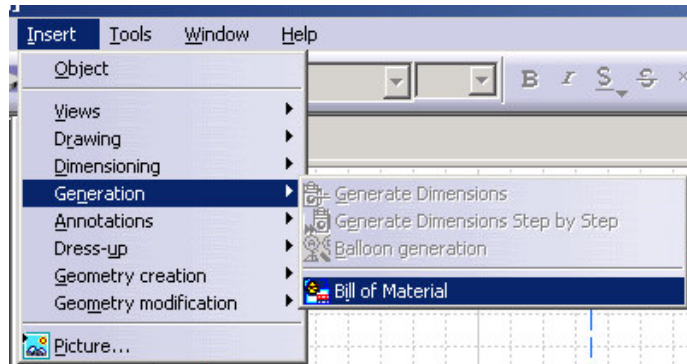 Insert Tools Window Help
Object
B I S S
Views
Drawing
Dimensioning
Generation
Generate Dimensions
Annotations
Generate Dimensions Step by Step
Dress-up
Balloon generation
Geometry creation
Bill of Material
Geometry modification
Picture...